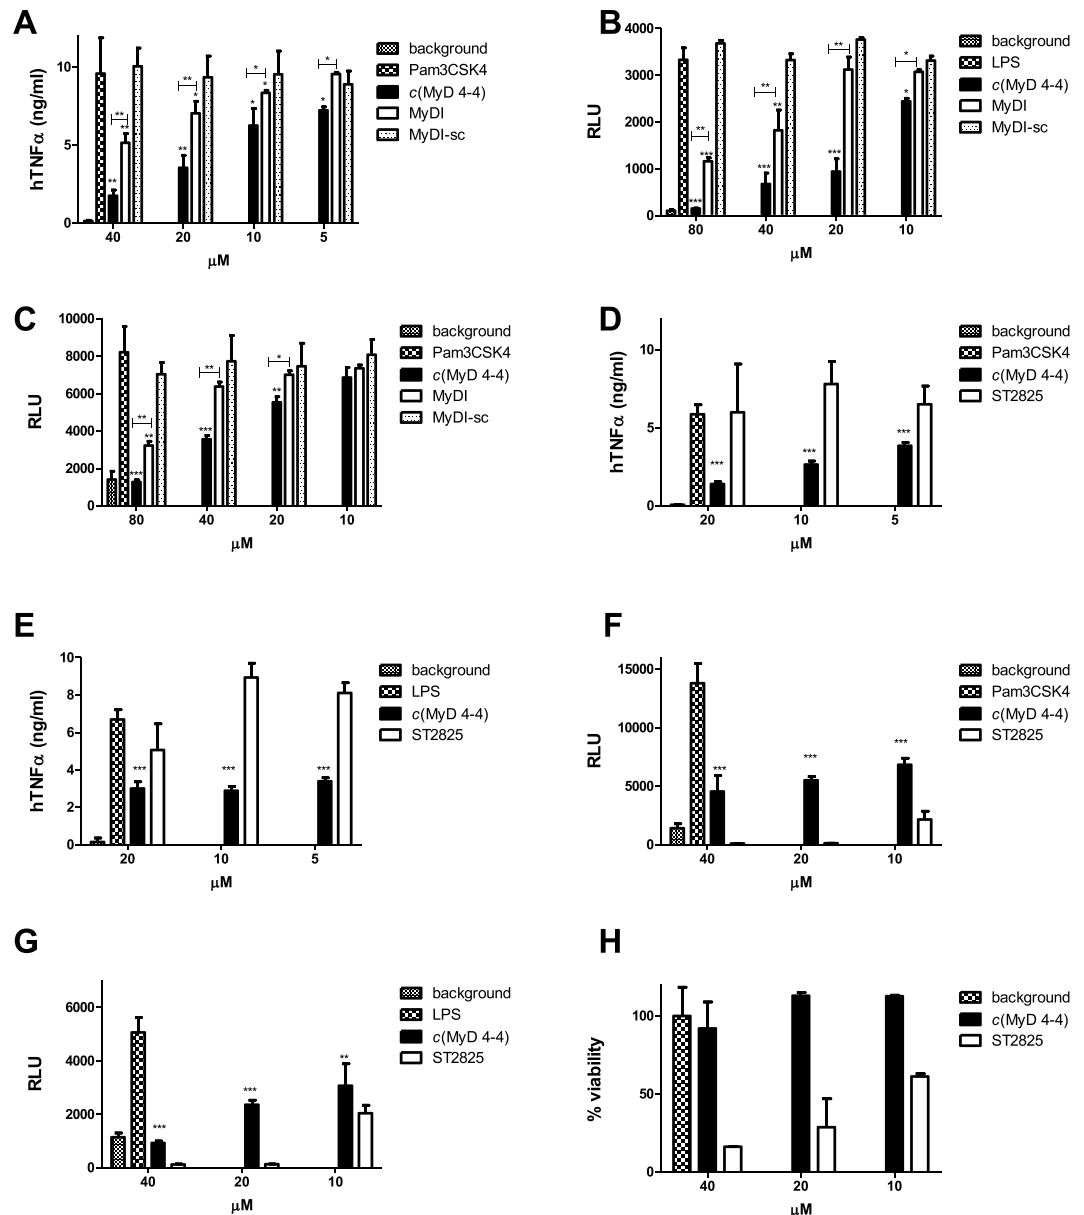 A
hTNFα (ng/ml)
10
5
0
** ** ** ** ** * * * * * *
40 20 10 5
μM
background
Pam3CSK4
c(MyD 4-4)
MyDI
MyDI-sc
B
RLU
4000
3000
2000
1000
0
*** ** *** *** ** ** *** ** * *
80 40 20 10
μM
background
LPS
c(MyD 4-4)
MyDI
MyDI-sc
C
RLU
10000
8000
6000
4000
2000
0
*** ** ** *** ** ** *
80 40 20 10
μM
background
Pam3CSK4
c(MyD 4-4)
MyDI
MyDI-sc
D
hTNFα (ng/ml)
10
5
0
*** *** ***
20 10 5
μM
background
Pam3CSK4
c(MyD 4-4)
ST2825
E
hTNFα (ng/ml)
10
8
6
4
2
0
*** *** ***
20 10 5
μM
background
LPS
c(MyD 4-4)
ST2825
F
RLU
15000
10000
5000
0
*** *** ***
40 20 10
μM
background
Pam3CSK4
c(MyD 4-4)
ST2825
G
RLU
6000
4000
2000
0
*** *** **
40 20 10
μM
background
LPS
c(MyD 4-4)
ST2825
H
% viability
100
50
0
40 20 10
μM
background
c(MyD 4-4)
ST2825